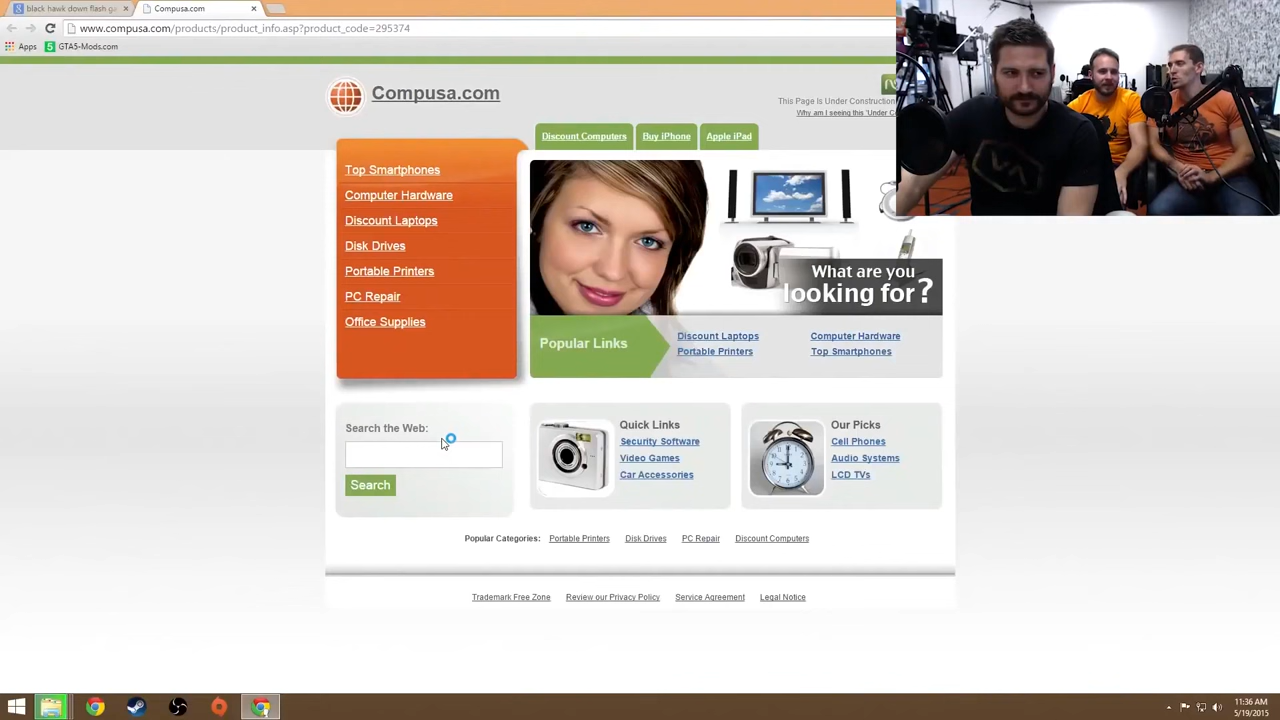 black hawk down flash ga
Compusa.com
www.compusa.com/products/product_info.asp?product_code=295374
Apps
GTA5-Mods.com
Compusa.com
This Page Is Under Construction
Why am I seeing this 'Under C
Discount Computers
Buy iPhone
Apple iPad
Top Smartphones
Computer Hardware
Discount Laptops
Disk Drives
Portable Printers
PC Repair
Office Supplies
What are you
looking for?
Popular Links
Discount Laptops
Computer Hardware
Portable Printers
Top Smartphones
Search the Web:
Search
Quick Links
Security Software
Video Games
Car Accessories
Our Picks
Cell Phones
Audio Systems
LCD TVs
Popular Categories: Portable Printers Disk Drives PC Repair Discount Computers
Trademark Free Zone Review our Privacy Policy Service Agreement Legal Notice
11:36 AM
5/19/2015